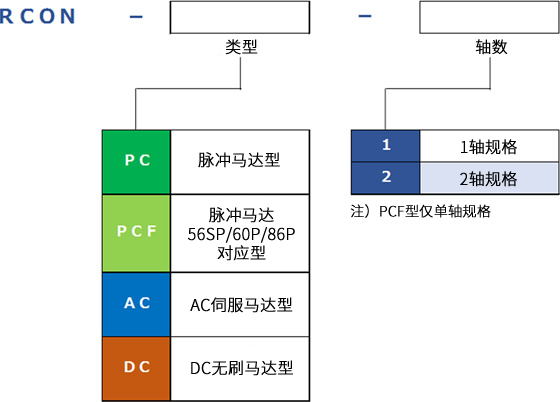 RCON - -
类型 轴数
PC 脉冲马达型
PCF 脉冲马达
56SP/60P/86P
对应型
AC AC伺服马达型
DC DC无刷马达型
1 1轴规格
2 2轴规格
注）PCF型仅单轴规格